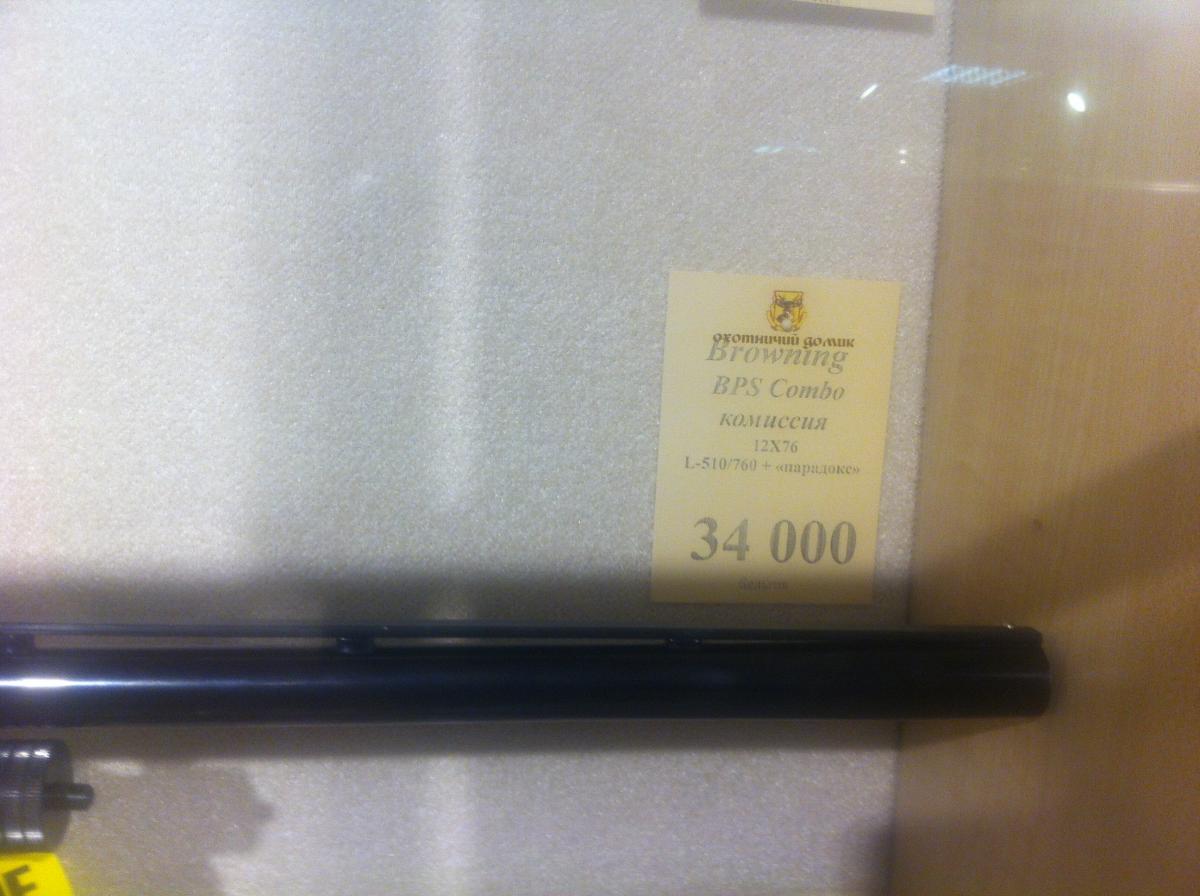 охотничий домик
Browning
BPS Combo
комиссия
12X76
L-510/760 + «парадокс»
34 000